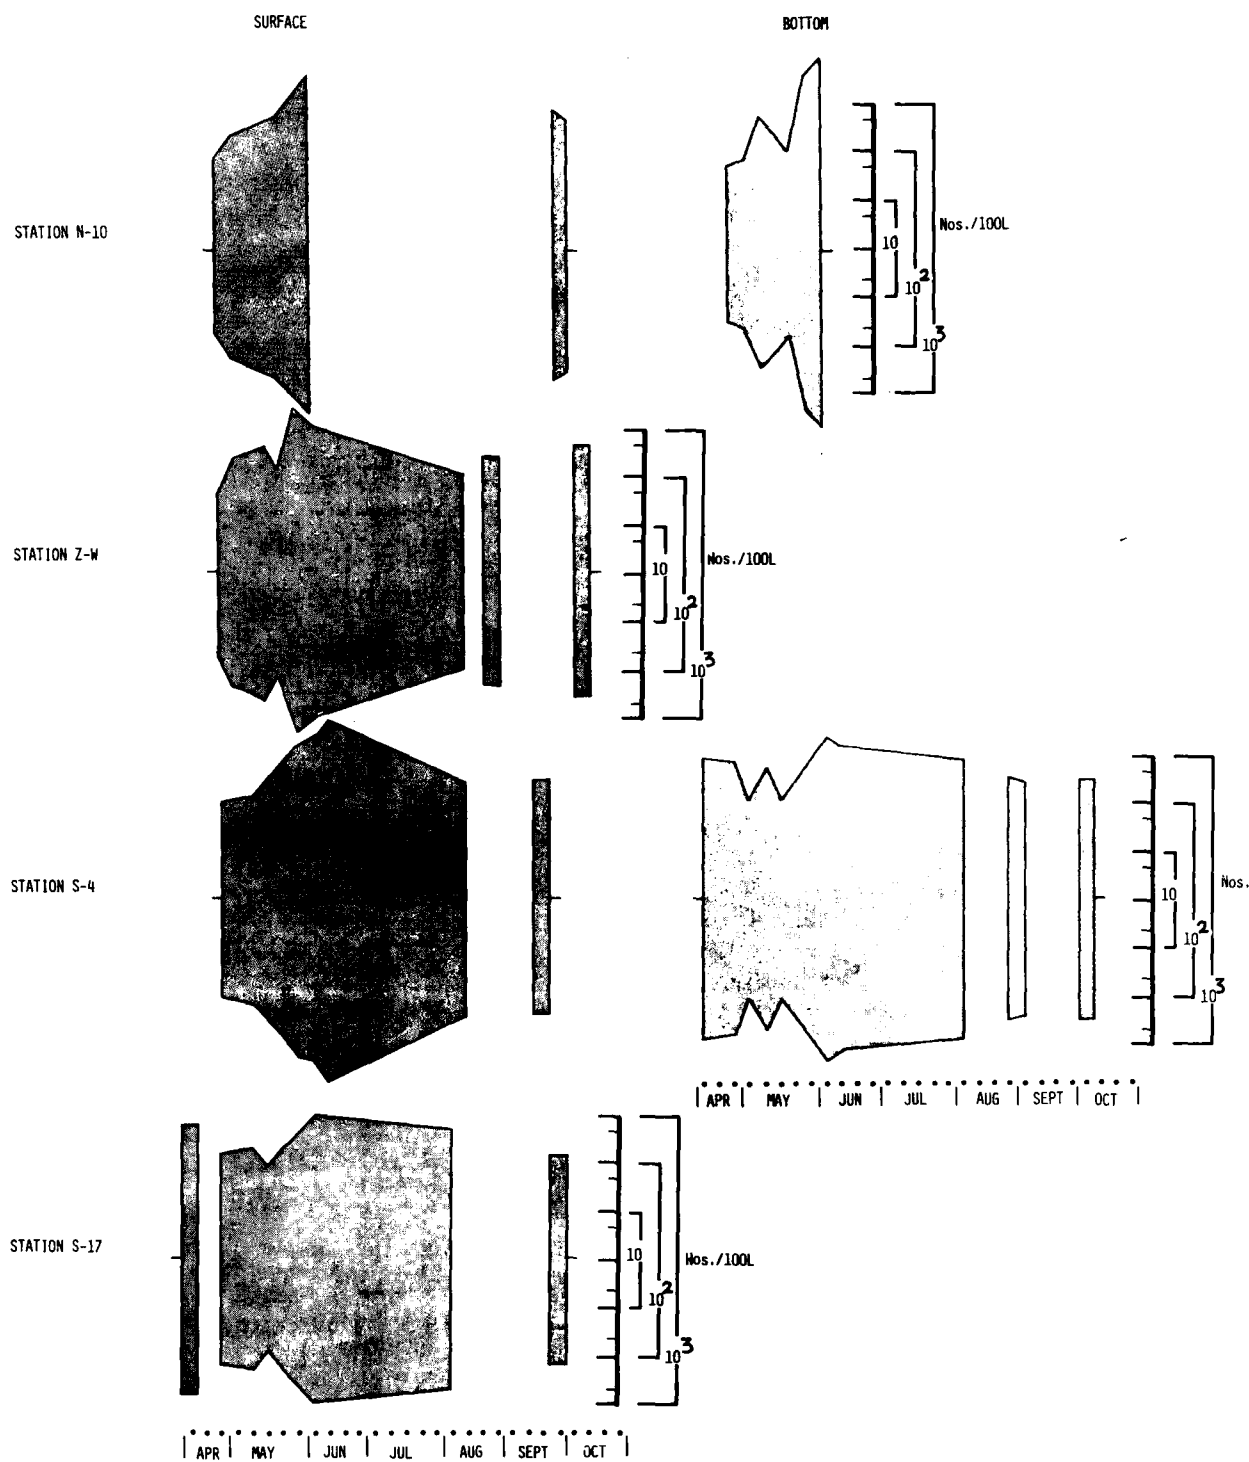 SURFACE
BOTTOM
STATION N-10
Nos./100L
10
10²
10³
STATION Z-W
Nos./100L
10
10²
10³
STATION S-4
Nos.
10
10²
10³
APR MAY JUN JUL AUG SEPT OCT
STATION S-17
Nos./100L
10
10²
10³
APR MAY JUN JUL AUG SEPT OCT